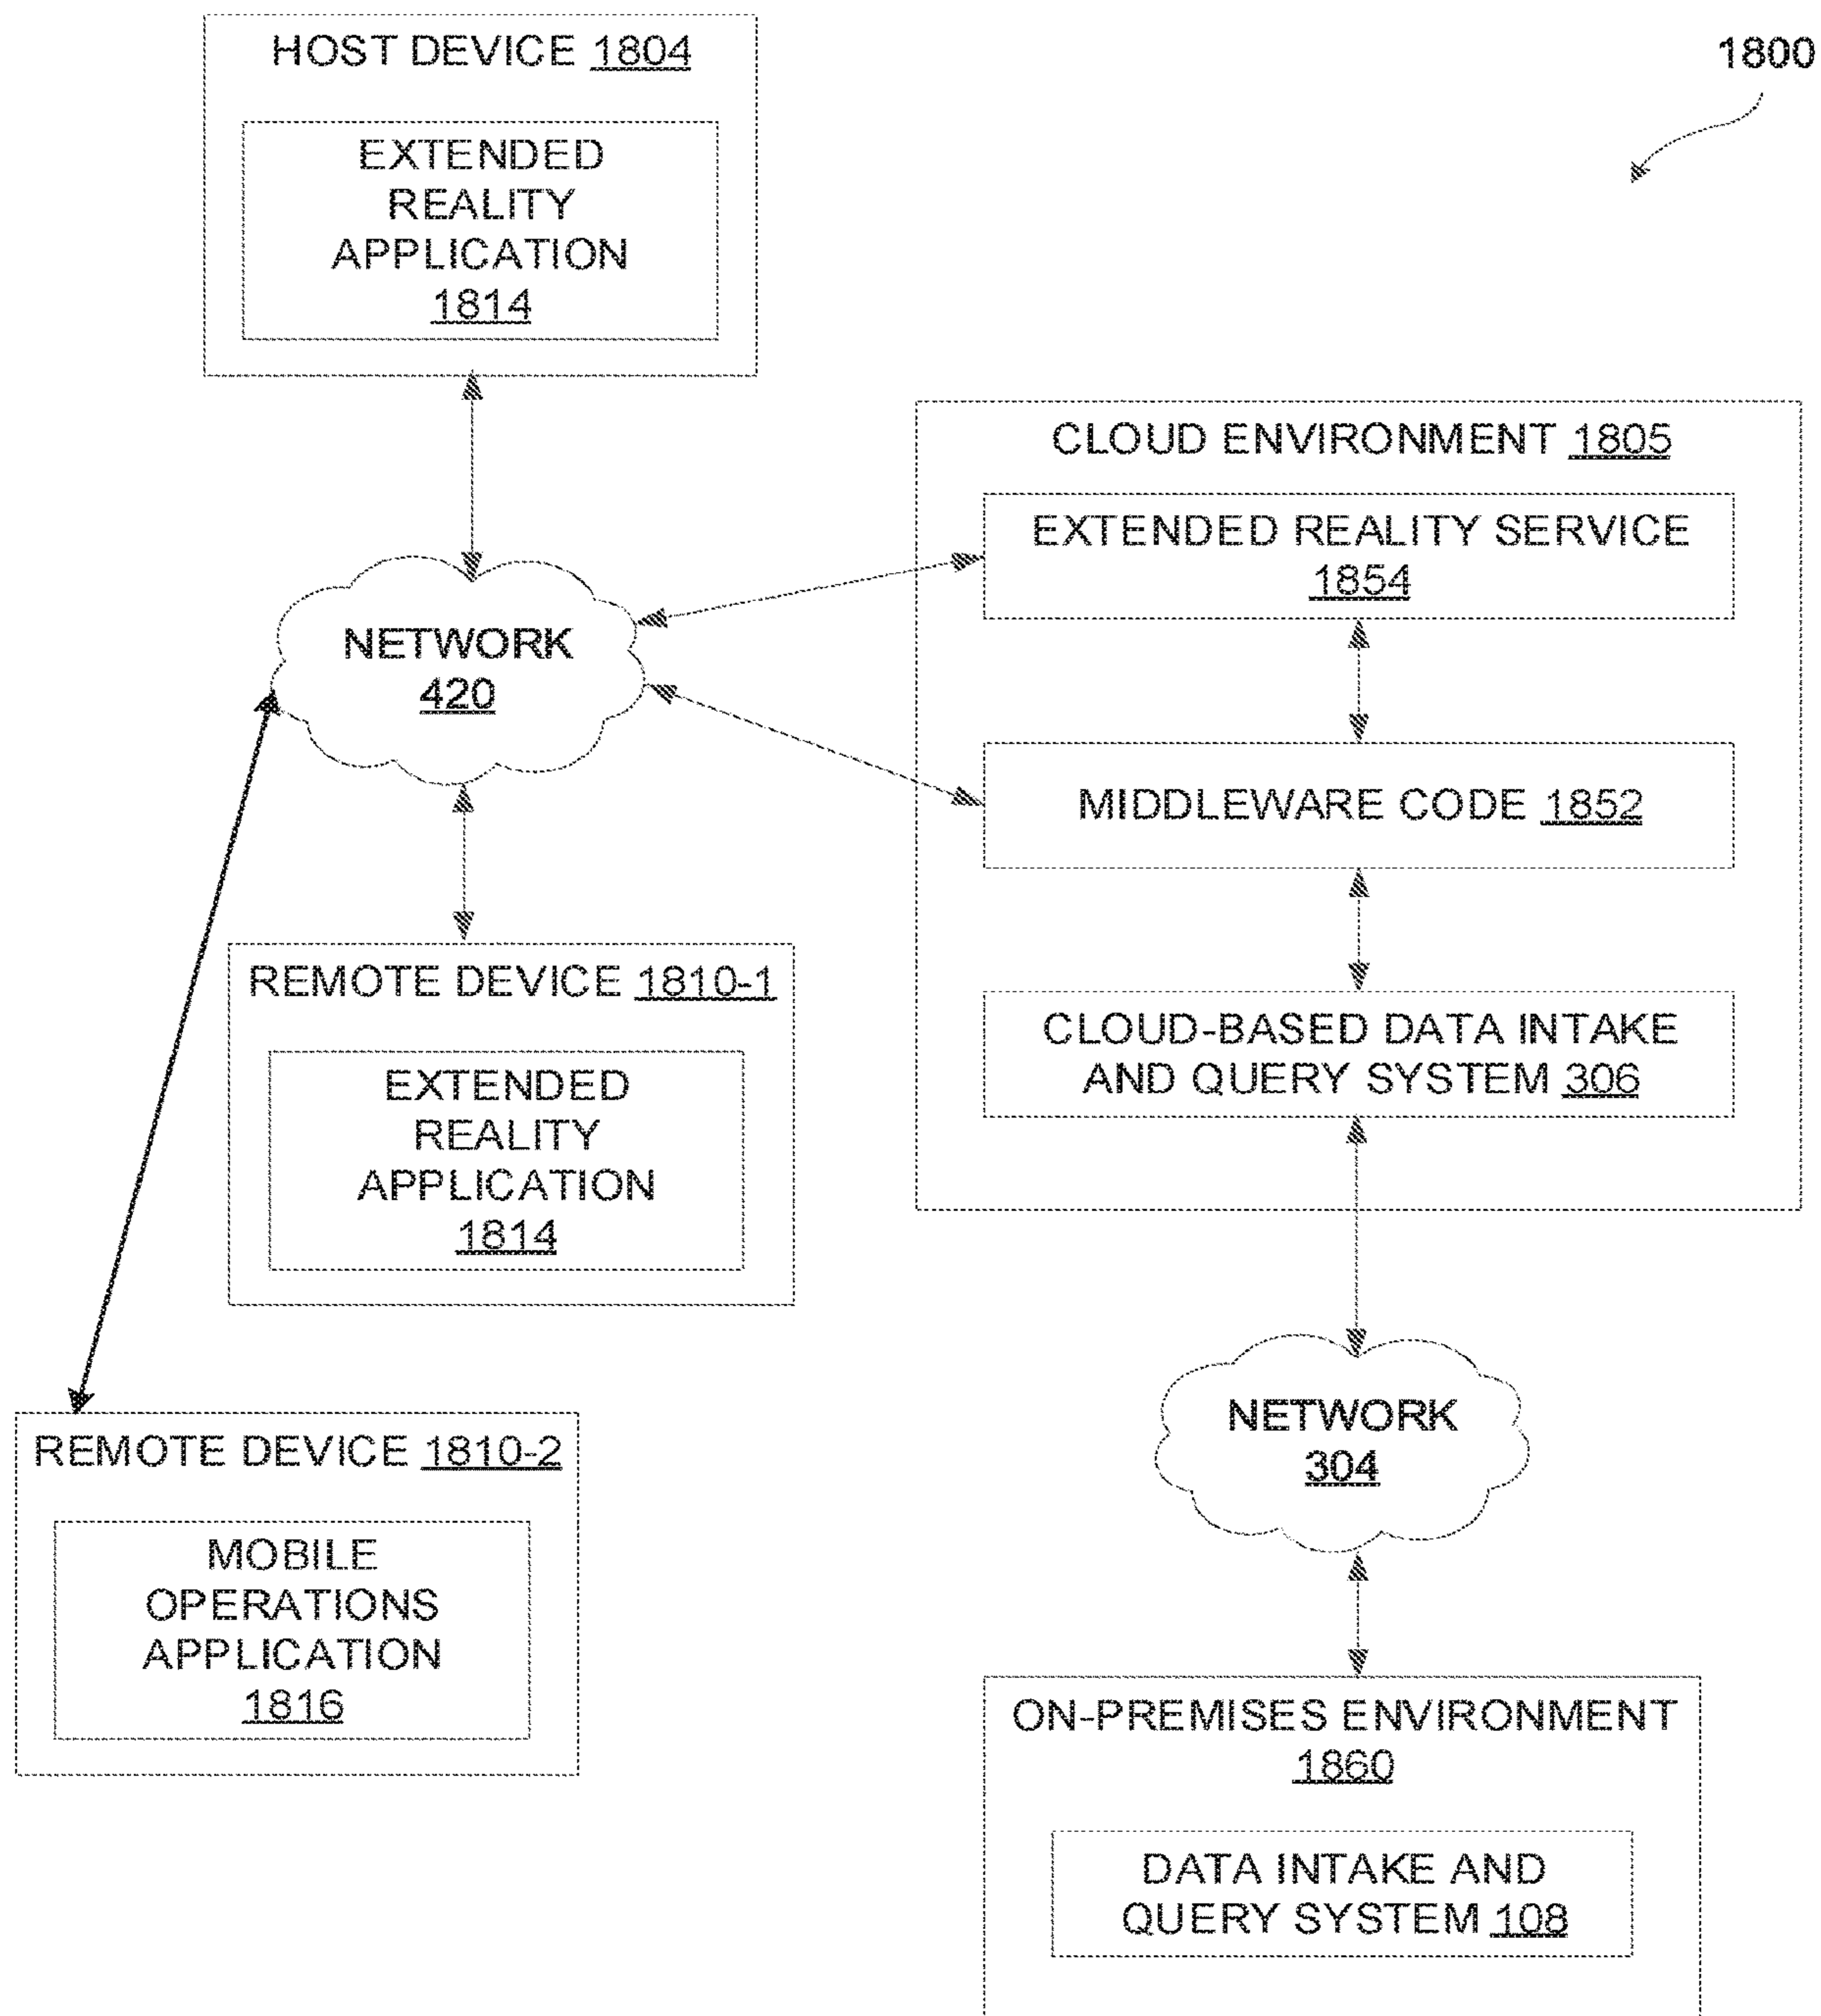 1800
HOST DEVICE 1804
EXTENDED
REALITY
APPLICATION
1814
CLOUD ENVIRONMENT 1805
EXTENDED REALITY SERVICE
1854
NETWORK
420
MIDDLEWARE CODE 1852
REMOTE DEVICE 1810-1
EXTENDED
REALITY
APPLICATION
1814
CLOUD-BASED DATA INTAKE
AND QUERY SYSTEM 306
NETWORK
304
REMOTE DEVICE 1810-2
MOBILE
OPERATIONS
APPLICATION
1816
ON-PREMISES ENVIRONMENT
1860
DATA INTAKE AND
QUERY SYSTEM 108